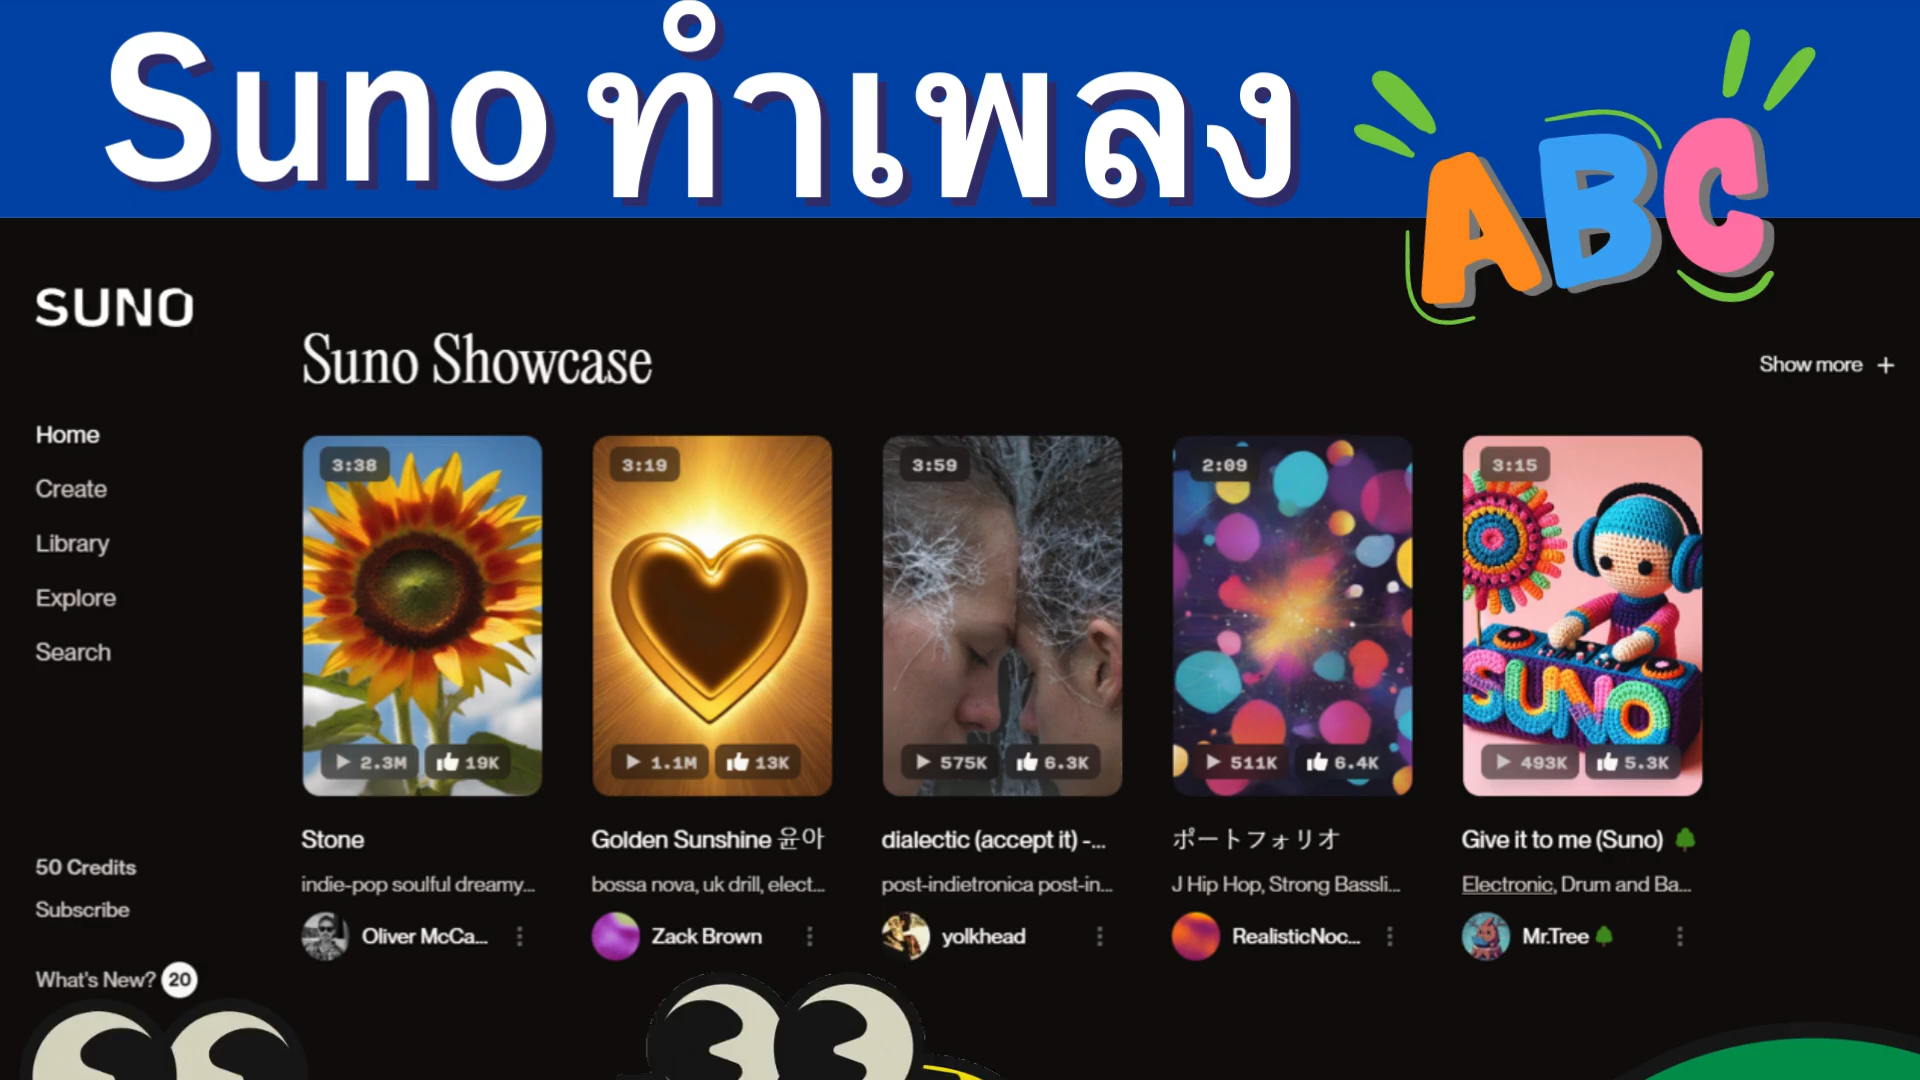 Suno ทำเพลง
ABC
SUNO
Suno Showcase
Show more +
Home
Create
Library
Explore
Search
50 Credits
Subscribe
What's New? 20
3:38
2.3M 19K
Stone
indie-pop soulful dreamy...
Oliver McCa...
3:19
1.1M 13K
Golden Sunshine 윤아
bossa nova, uk drill, elect...
Zack Brown
3:59
575K 6.3K
dialectic (accept it) -...
post-indietronica post-in...
yolkhead
2:09
511K 6.4K
ポートフォリオ
J Hip Hop, Strong Bassli...
RealisticNoc...
3:15
SUNO
493K 5.3K
Give it to me (Suno)
Electronic, Drum and Ba...
Mr.Tree